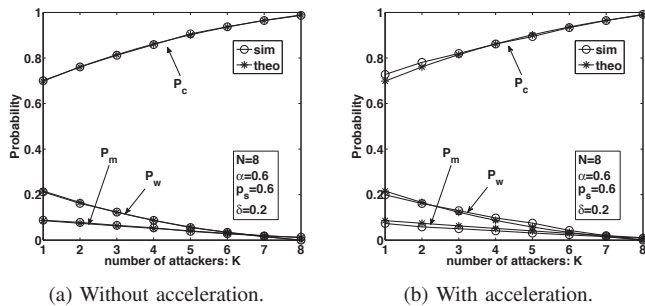 1
0.8
0.6
0.4
0.2
0
Probability
1 2 3 4 5 6 7 8
number of attackers: K
sim
theo
P_c
P_m
P_w
N=8
α=0.6
p_s=0.6
δ=0.2
(a) Without acceleration.
1
0.8
0.6
0.4
0.2
0
Probability
1 2 3 4 5 6 7 8
number of attackers: K
sim
theo
P_c
P_m
P_w
N=8
α=0.6
p_s=0.6
δ=0.2
(b) With acceleration.